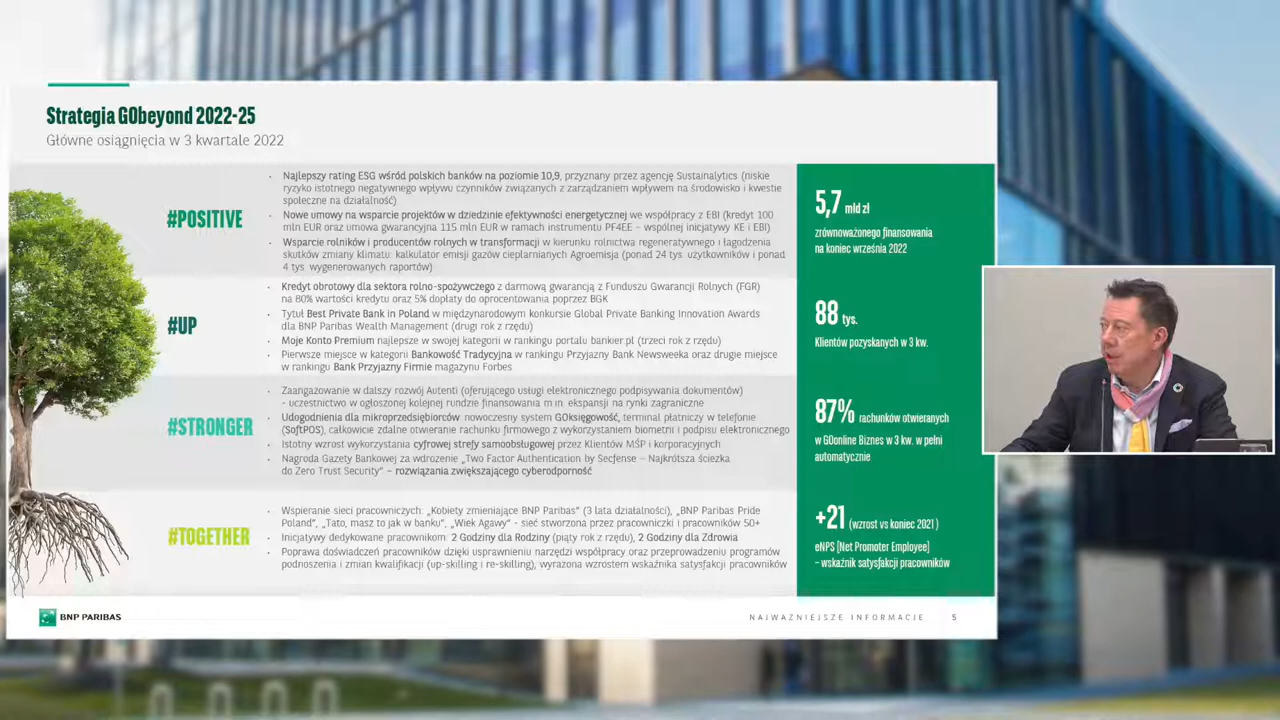 Strategia GObeyond 2022-25
Główne osiągnięcia w 3 kwartale 2022
#POSITIVE
• Najlepszy rating ESG wśród polskich banków na poziomie 10,9, przyznany przez agencję Sustainalytics (niskie
ryzyko istotnego negatywnego wpływu czynników związanych z zarządzaniem wpływem na środowisko i kwestie
społeczne na działalność)
• Nowe umowy na wsparcie projektów w dziedzinie efektywności energetycznej we współpracy z EBI (kredyt 100
mln EUR oraz umowa gwarancyjna 115 mln EUR w ramach instrumentu PF4EE – wspólnej inicjatywy KE i EBI)
• Wsparcie rolników i producentów rolnych w transformacji w kierunku rolnictwa regeneratywnego i łagodzenia
skutków zmiany klimatu: kalkulator emisji gazów cieplarnianych Agroemisja (ponad 24 tys. użytkowników i ponad
4 tys. wygenerowanych raportów)
5,7 mld zł
zrównoważonego finansowania
na koniec września 2022
#UP
• Kredyt obrotowy dla sektora rolno-spożywczego z darmową gwarancją z Funduszu Gwarancji Rolnych (FGR)
na 80% wartości kredytu oraz 5% dopłaty do oprocentowania poprzez BGK
• Tytuł Best Private Bank in Poland w międzynarodowym konkursie Global Private Banking Innovation Awards
dla BNP Paribas Wealth Management (drugi rok z rzędu)
• Moje Konto Premium najlepsze w swojej kategorii w rankingu portalu bankier.pl (trzeci rok z rzędu)
• Pierwsze miejsce w kategorii Bankowość Tradycyjna w rankingu Przyjazny Bank Newsweeka oraz drugie miejsce
w rankingu Bank Przyjazny Firmie magazynu Forbes
88 tys.
Klientów pozyskanych w 3 kw.
#STRONGER
• Zaangażowanie w dalszy rozwój Autenti (oferującego usługi elektronicznego podpisywania dokumentów)
- uczestnictwo w ogłoszonej kolejnej rundzie finansowania m.in. ekspansji na rynki zagraniczne
• Udogodnienia dla mikroprzedsiębiorców: nowoczesny system GOksięgowość, terminal płatniczy w telefonie
(SoftPOS), całkowicie zdalne otwieranie rachunku firmowego z wykorzystaniem biometrii i podpisu elektronicznego
• Istotny wzrost wykorzystania cyfrowej strefy samoobsługowej przez Klientów MŚP i korporacyjnych
• Nagroda Gazety Bankowej za wdrożenie „Two Factor Authentication by Secfense – Najkrótsza ścieżka
do Zero Trust Security" – rozwiązania zwiększającego cyberodporność
87% rachunków otwieranych
w GOonline Biznes w 3 kw. w pełni
automatycznie
#TOGETHER
• Wspieranie sieci pracowniczych: „Kobiety zmieniające BNP Paribas" (3 lata działalności), „BNP Paribas Pride
Poland", „Tato, masz to jak w banku", „Wiek Agawy" - sieć stworzona przez pracowniczki i pracowników 50+
• Inicjatywy dedykowane pracownikom: 2 Godziny dla Rodziny (piąty rok z rzędu), 2 Godziny dla Zdrowia
• Poprawa doświadczeń pracowników dzięki usprawnieniu narzędzi współpracy oraz przeprowadzeniu programów
podnoszenia i zmian kwalifikacji (up-skilling i re-skilling), wyrażona wzrostem wskaźnika satysfakcji pracowników
+21 (wzrost vs koniec 2021)
eNPS [Net Promoter Employee]
– wskaźnik satysfakcji pracowników
BNP PARIBAS
NAJWAŻNIEJSZE INFORMACJE 5